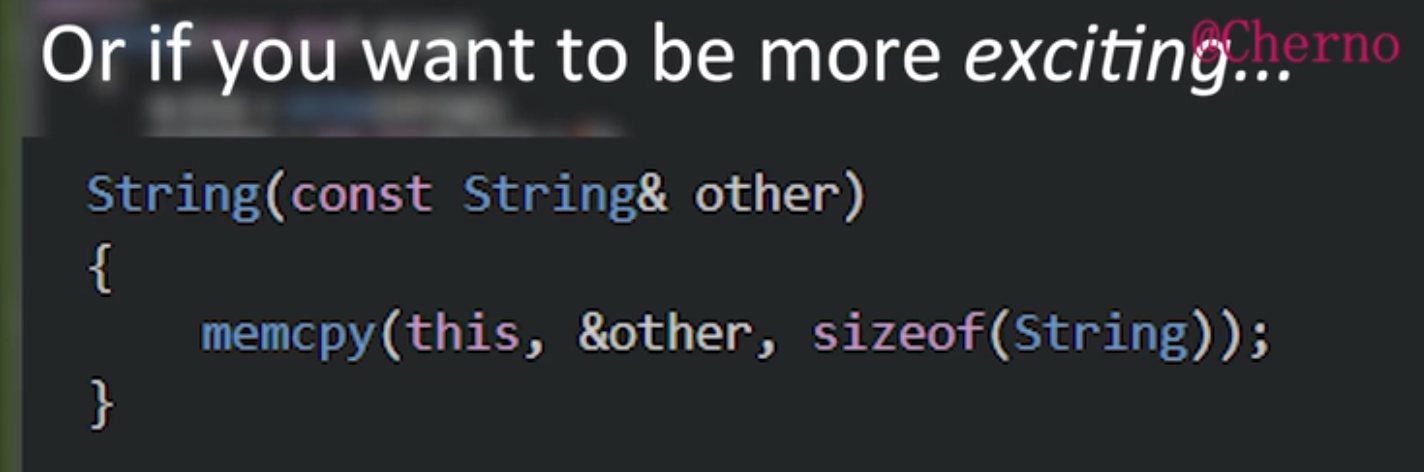 Or if you want to be more exciting...
@Cherno
String(const String& other)
{
    memcpy(this, &other, sizeof(String));
}